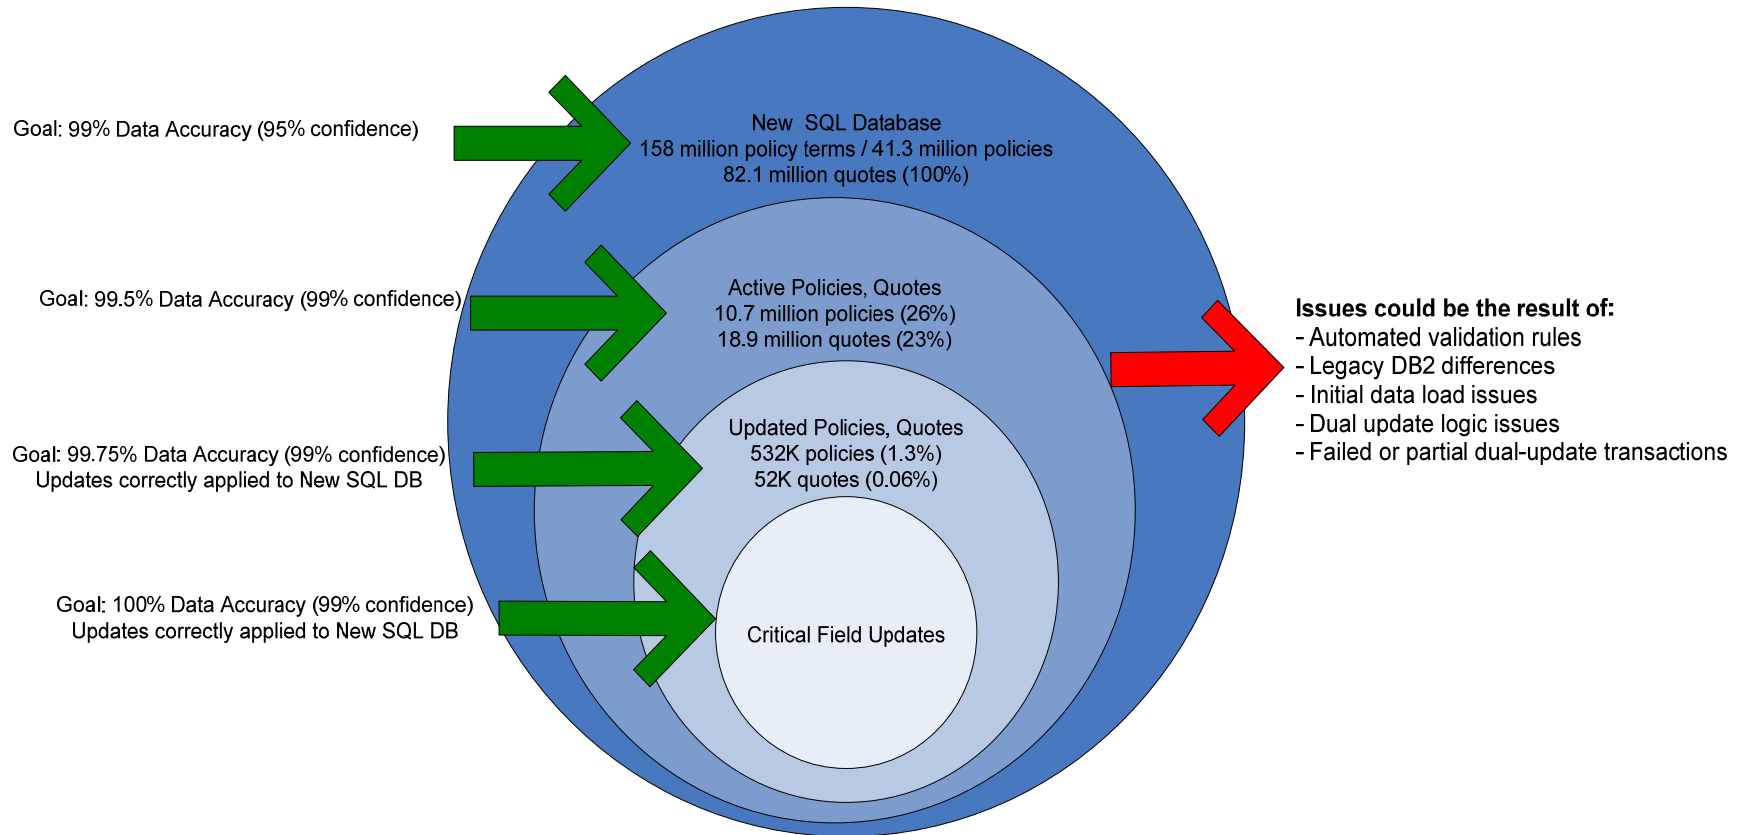 Goal: 99% Data Accuracy (95% confidence)
New SQL Database
158 million policy terms / 41.3 million policies
82.1 million quotes (100%)
Goal: 99.5% Data Accuracy (99% confidence)
Active Policies, Quotes
10.7 million policies (26%)
18.9 million quotes (23%)
Goal: 99.75% Data Accuracy (99% confidence)
Updates correctly applied to New SQL DB
Updated Policies, Quotes
532K policies (1.3%)
52K quotes (0.06%)
Goal: 100% Data Accuracy (99% confidence)
Updates correctly applied to New SQL DB
Critical Field Updates
Issues could be the result of:
- Automated validation rules
- Legacy DB2 differences
- Initial data load issues
- Dual update logic issues
- Failed or partial dual-update transactions